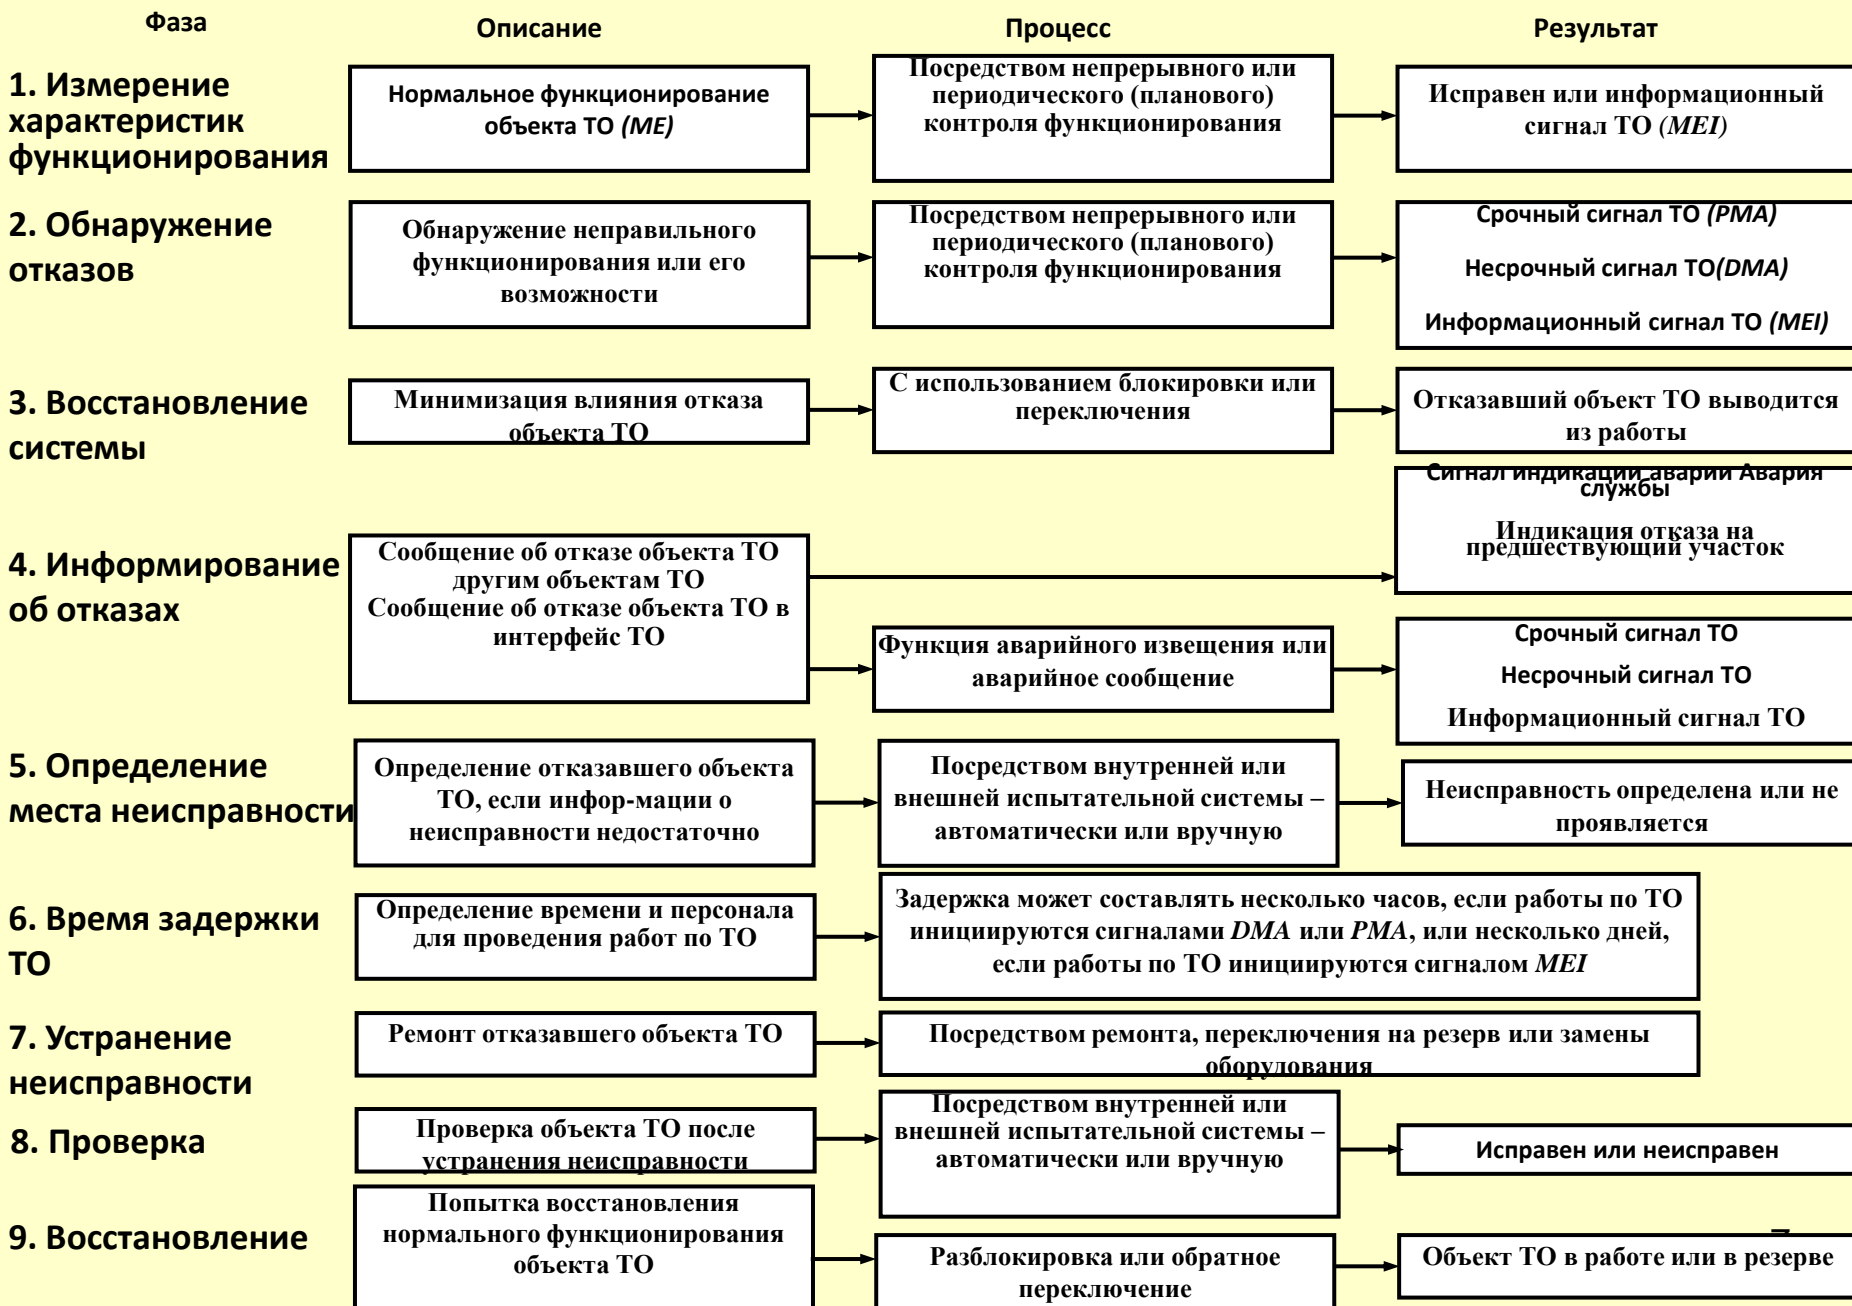 Фаза
Описание
Процесс
Результат
1. Измерение
характеристик
функционирования
Нормальное функционирование
объекта ТО (ME)
Посредством непрерывного или
периодического (планового)
контроля функционирования
Исправен или информационный
сигнал ТО (MEI)
2. Обнаружение
отказов
Обнаружение неправильного
функционирования или его
возможности
Посредством непрерывного или
периодического (планового)
контроля функционирования
Срочный сигнал ТО (PMA)
Несрочный сигнал ТО(DMA)
Информационный сигнал ТО (MEI)
3. Восстановление
системы
Минимизация влияния отказа
объекта ТО
С использованием блокировки или
переключения
Отказавший объект ТО выводится
из работы
4. Информирование
об отказах
Сообщение об отказе объекта ТО
другим объектам ТО
Сообщение об отказе объекта ТО в
интерфейс ТО
Сигнал индикации аварии Авария
службы
Индикация отказа на
предшествующий участок
Функция аварийного извещения или
аварийное сообщение
Срочный сигнал ТО
Несрочный сигнал ТО
Информационный сигнал ТО
5. Определение
места неисправности
Определение отказавшего объекта
ТО, если инфор-мации о
неисправности недостаточно
Посредством внутренней или
внешней испытательной системы –
автоматически или вручную
Неисправность определена или не
проявляется
6. Время задержки
ТО
Определение времени и персонала
для проведения работ по ТО
Задержка может составлять несколько часов, если работы по ТО
инициируются сигналами DMA или PMA, или несколько дней,
если работы по ТО инициируются сигналом MEI
7. Устранение
неисправности
Ремонт отказавшего объекта ТО
Посредством ремонта, переключения на резерв или замены
оборудования
8. Проверка
Проверка объекта ТО после
устранения неисправности
Посредством внутренней или
внешней испытательной системы –
автоматически или вручную
Исправен или неисправен
9. Восстановление
Попытка восстановления
нормального функционирования
объекта ТО
Разблокировка или обратное
переключение
Объект ТО в работе или в резерве